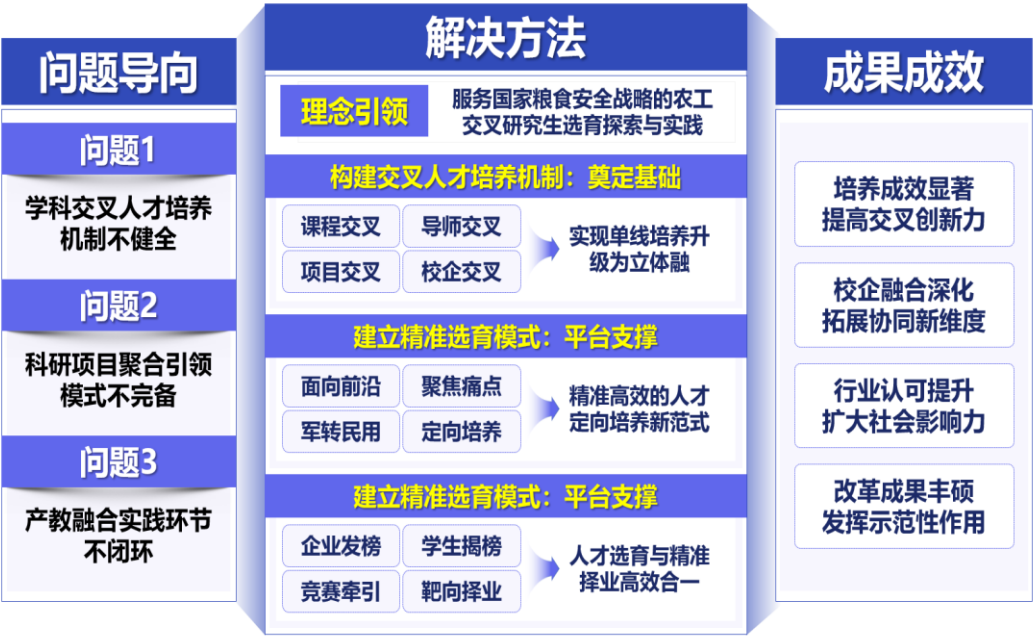 问题导向
问题1
学科交叉人才培养
机制不健全
问题2
科研项目聚合引领
模式不完备
问题3
产教融合实践环节
不闭环
解决方法
理念引领
服务国家粮食安全战略的农工
交叉研究生选育探索与实践
构建交叉人才培养机制：奠定基础
课程交叉
导师交叉
项目交叉
校企交叉
实现单线培养升
级为立体融
建立精准选育模式：平台支撑
面向前沿
聚焦痛点
军转民用
定向培养
精准高效的人才
定向培养新范式
建立精准选育模式：平台支撑
企业发榜
学生揭榜
竞赛牵引
靶向择业
人才选育与精准
择业高效合一
成果成效
培养成效显著
提高交叉创新力
校企融合深化
拓展协同新维度
行业认可提升
扩大社会影响力
改革成果丰硕
发挥示范性作用